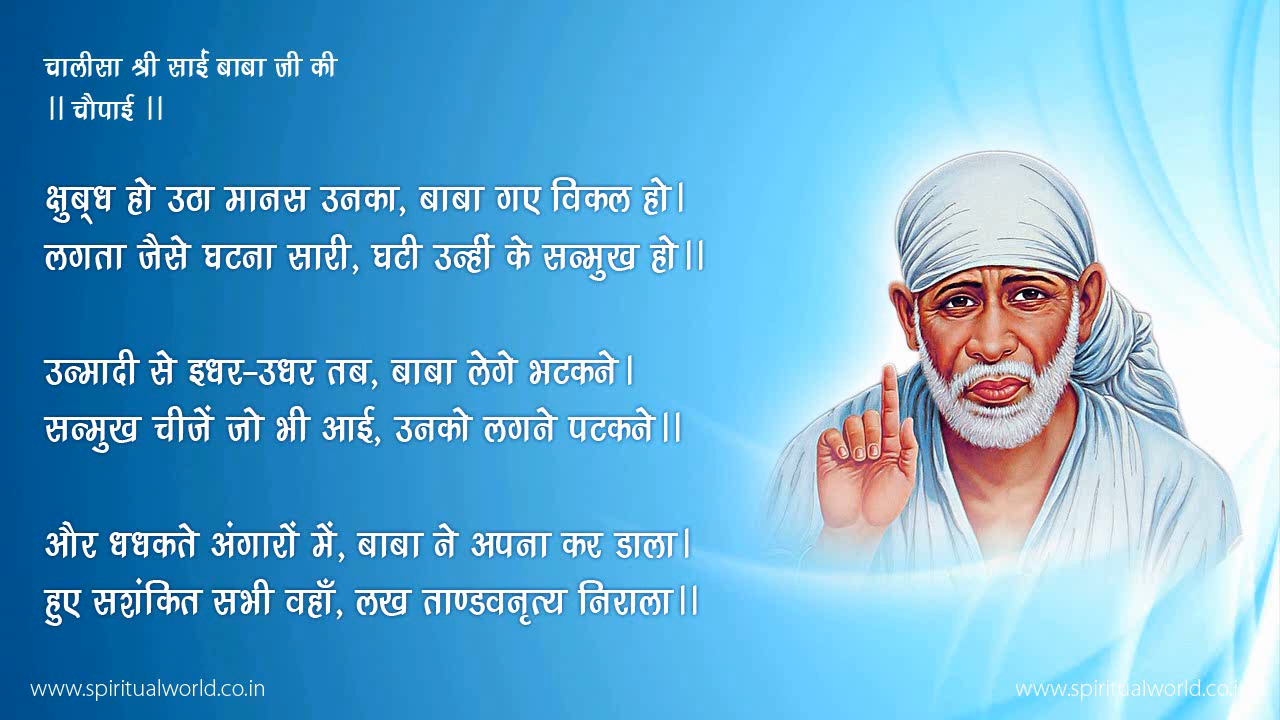 चालीसा श्री साईं बाबा जी की
|| चौपाई ||
क्षुब्ध हो उठा मानस उनका, बाबा गए विकल हो।
लगता जैसे घटना सारी, घटी उन्हीं के सन्मुख हो।।
उन्मादी से इधर-उधर तब, बाबा लेगे भटकने।
सन्मुख चीजें जो भी आई, उनको लगने पटकने।।
और धधकते अंगारों में, बाबा ने अपना कर डाला।
हुए सशंकित सभी वहाँ, लख ताण्डवनृत्य निराला।।
www.spiritualworld.co.in
www.spiritualworld.co.in